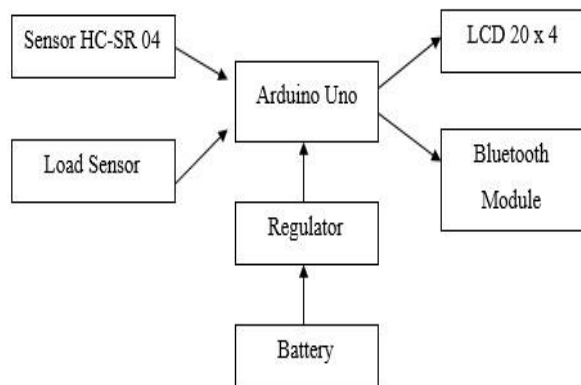 Sensor HC-SR 04
Load Sensor
Arduino Uno
Regulator
Battery
LCD 20 x 4
Bluetooth
Module